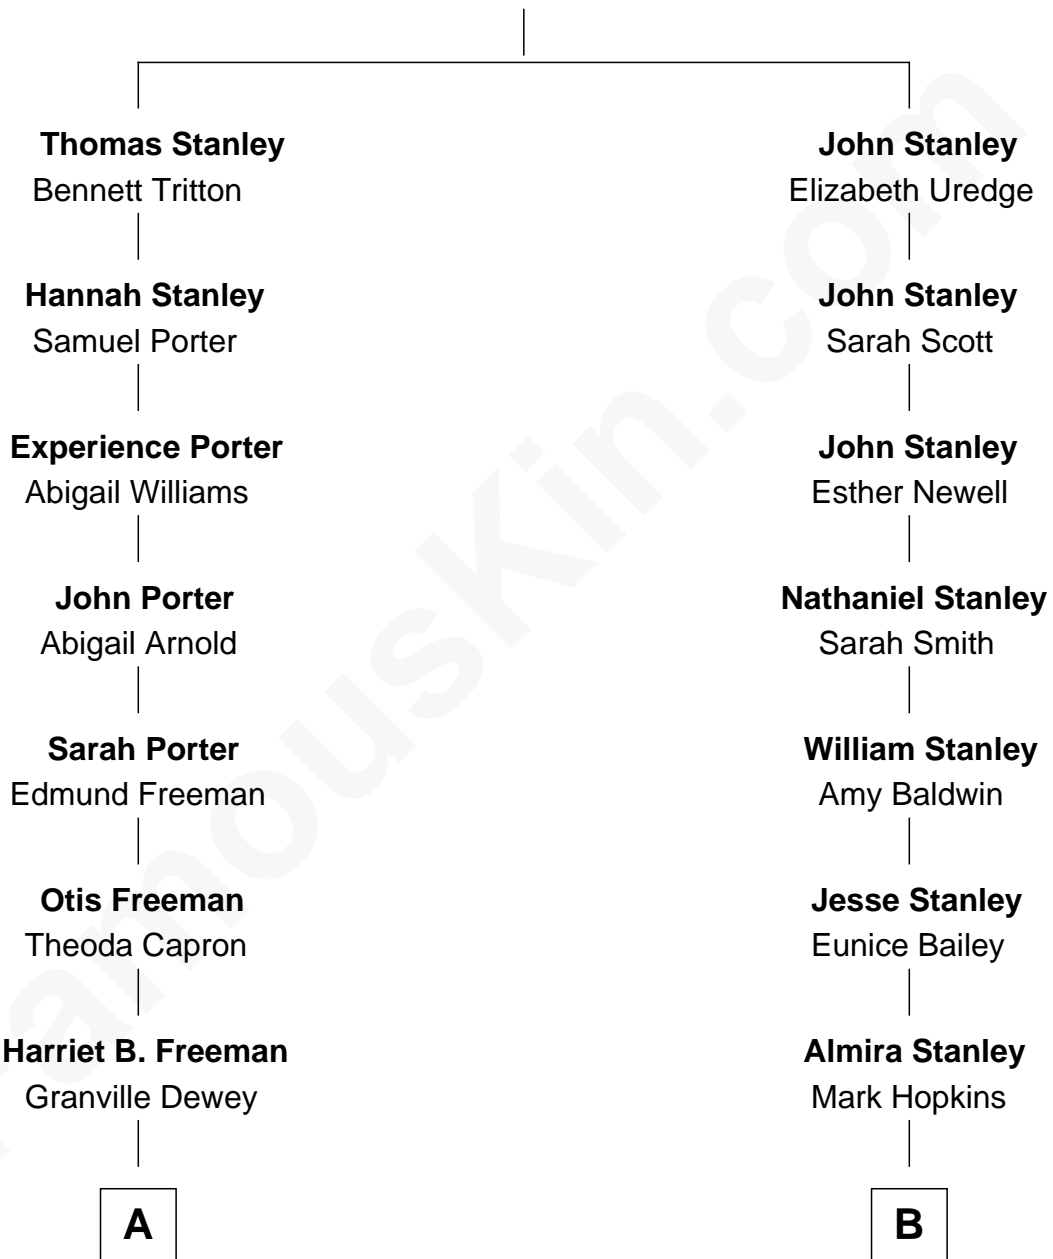 Thomas Stanley
Bennett Tritton
Hannah Stanley
Samuel Porter
Experience Porter
Abigail Williams
John Porter
Abigail Arnold
Sarah Porter
Edmund Freeman
Otis Freeman
Theoda Capron
Harriet B. Freeman
Granville Dewey
A
John Stanley
Elizabeth Uredge
John Stanley
Sarah Scott
John Stanley
Esther Newell
Nathaniel Stanley
Sarah Smith
William Stanley
Amy Baldwin
Jesse Stanley
Eunice Bailey
Almira Stanley
Mark Hopkins
B
FamousKin.com